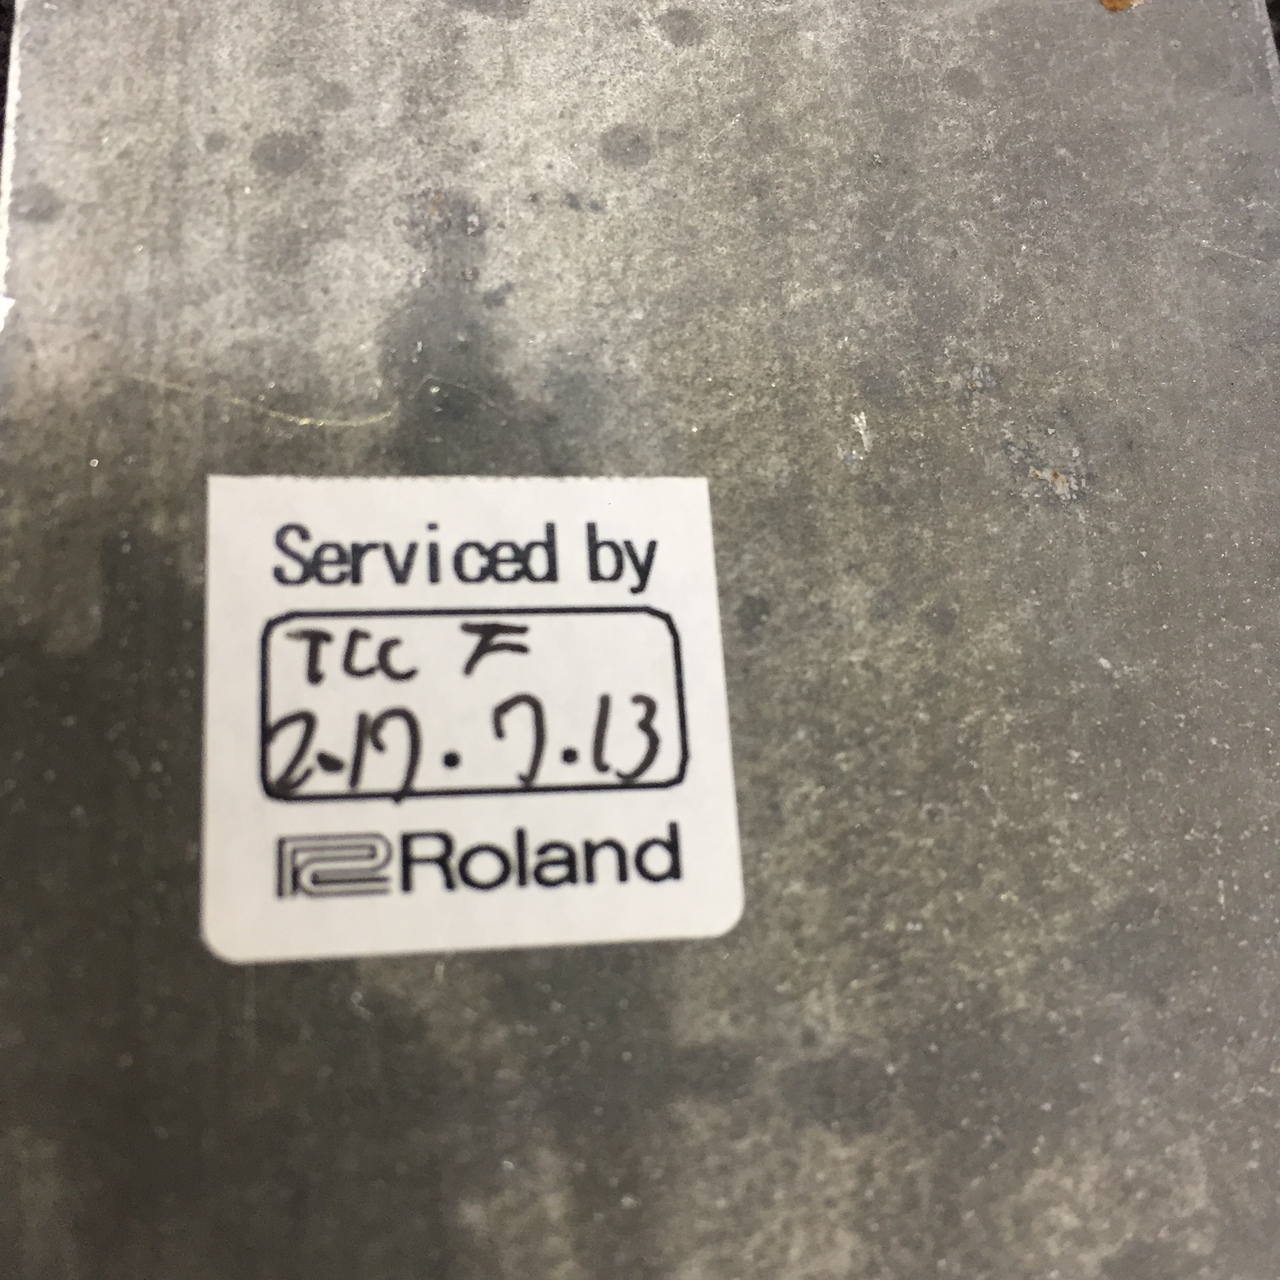 Serviced by
TCC
2017.7.13
Roland